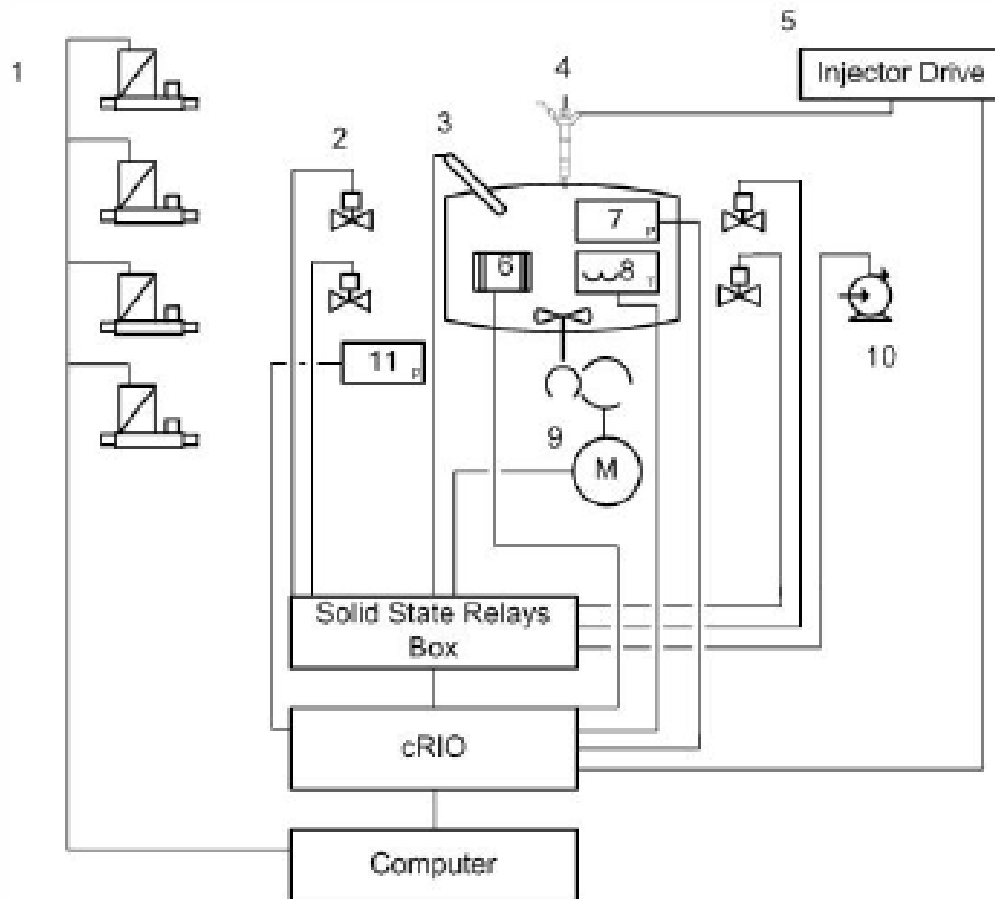 5
1
4
Injector Drive
3
2
7
P
6
8
T
11
P
10
9
M
Solid State Relays
Box
cRIO
Computer